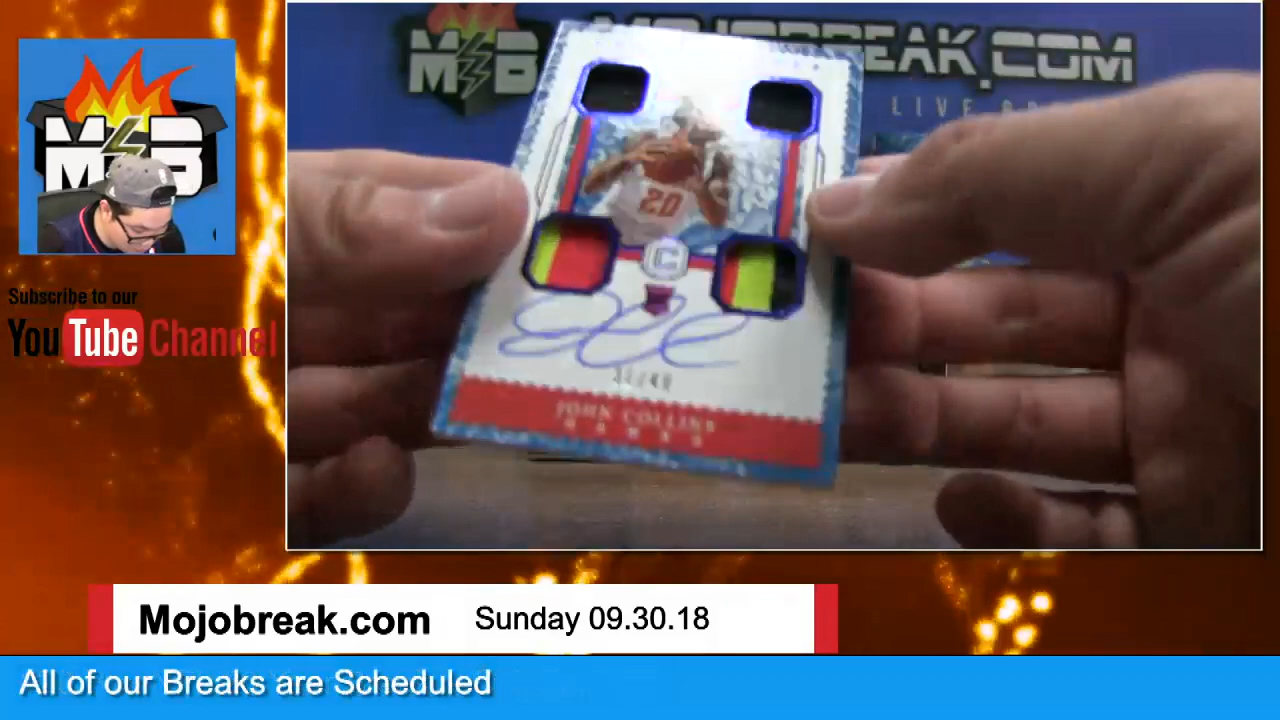 MOJOBREAK.COM
LIVE
M B
M B
20
C
JOHN COLLINS
HAWKS
Subscribe to our
YouTube Channel
Mojobreak.com
Sunday 09.30.18
All of our Breaks are Scheduled